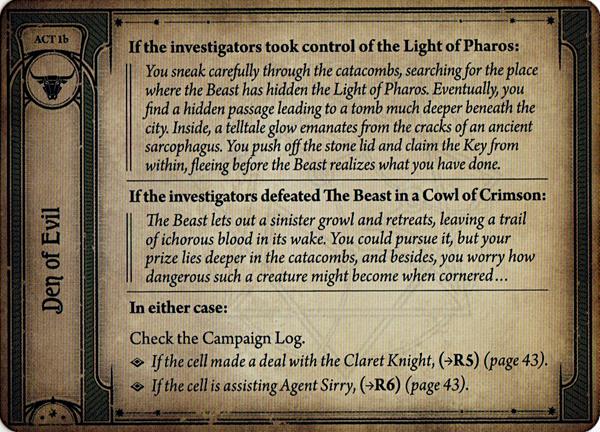 ACT 1b
Den of Evil
If the investigators took control of the Light of Pharos:
You sneak carefully through the catacombs, searching for the place
where the Beast has hidden the Light of Pharos. Eventually, you
find a hidden passage leading to a tomb much deeper beneath the
city. Inside, a telltale glow emanates from the cracks of an ancient
sarcophagus. You push off the stone lid and claim the Key from
within, fleeing before the Beast realizes what you have done.
If the investigators defeated The Beast in a Cowl of Crimson:
The Beast lets out a sinister growl and retreats, leaving a trail
of ichorous blood in its wake. You could pursue it, but your
prize lies deeper in the catacombs, and besides, you worry how
dangerous such a creature might become when cornered…
In either case:
Check the Campaign Log.
If the cell made a deal with the Claret Knight, (→R5) (page 43).
If the cell is assisting Agent Sirry, (→R6) (page 43).